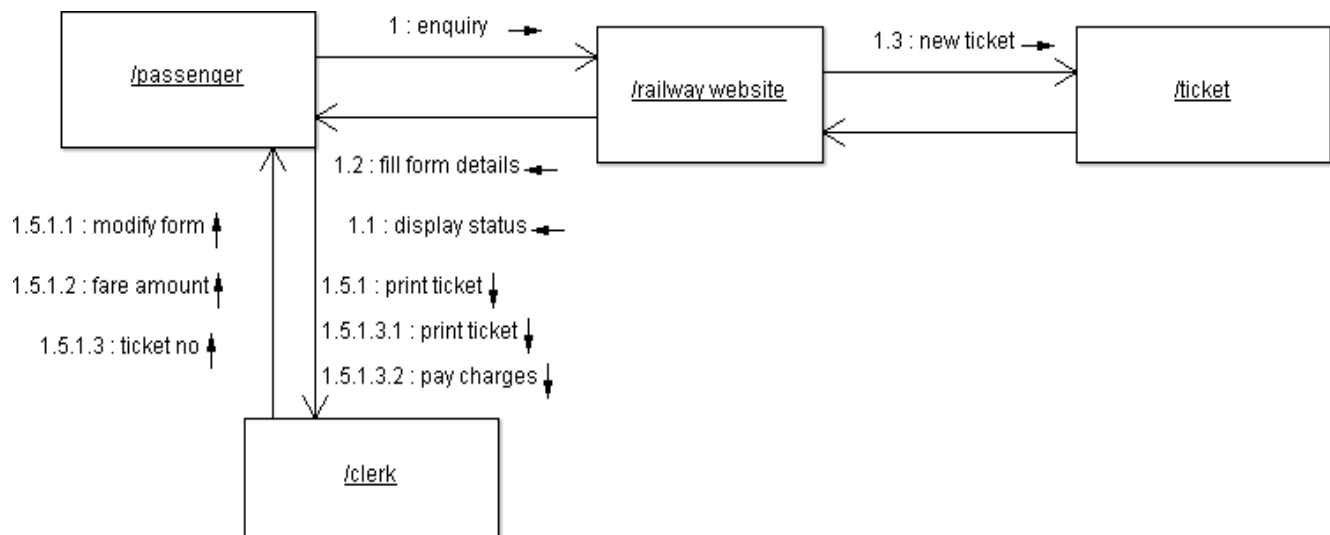 1 : enquiry
1.3 : new ticket
/passenger
/railway website
/ticket
1.2 : fill form details
1.1 : display status
1.5.1.1 : modify form
1.5.1.2 : fare amount
1.5.1 : print ticket
1.5.1.3 : ticket no
1.5.1.3.1 : print ticket
1.5.1.3.2 : pay charges
/clerk